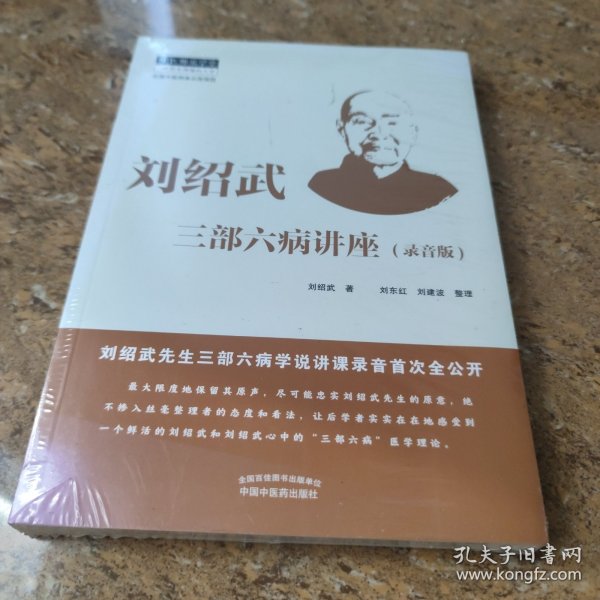 刘绍武
三部六病讲座(录音版)
刘绍武 著 刘东红 刘建波 整理
刘绍武先生三部六病学说讲课录音首次全公开
最大限度地保留其原声,尽可能忠实刘绍武先生的原意,绝
不掺入丝毫整理者的态度和看法,让后学者实实在在地感受到
一个鲜活的刘绍武和刘绍武心中的“三部六病”医学理论。
全国百佳图书出版单位
中国中医药出版社
孔夫子旧书网
www.kongfz.com